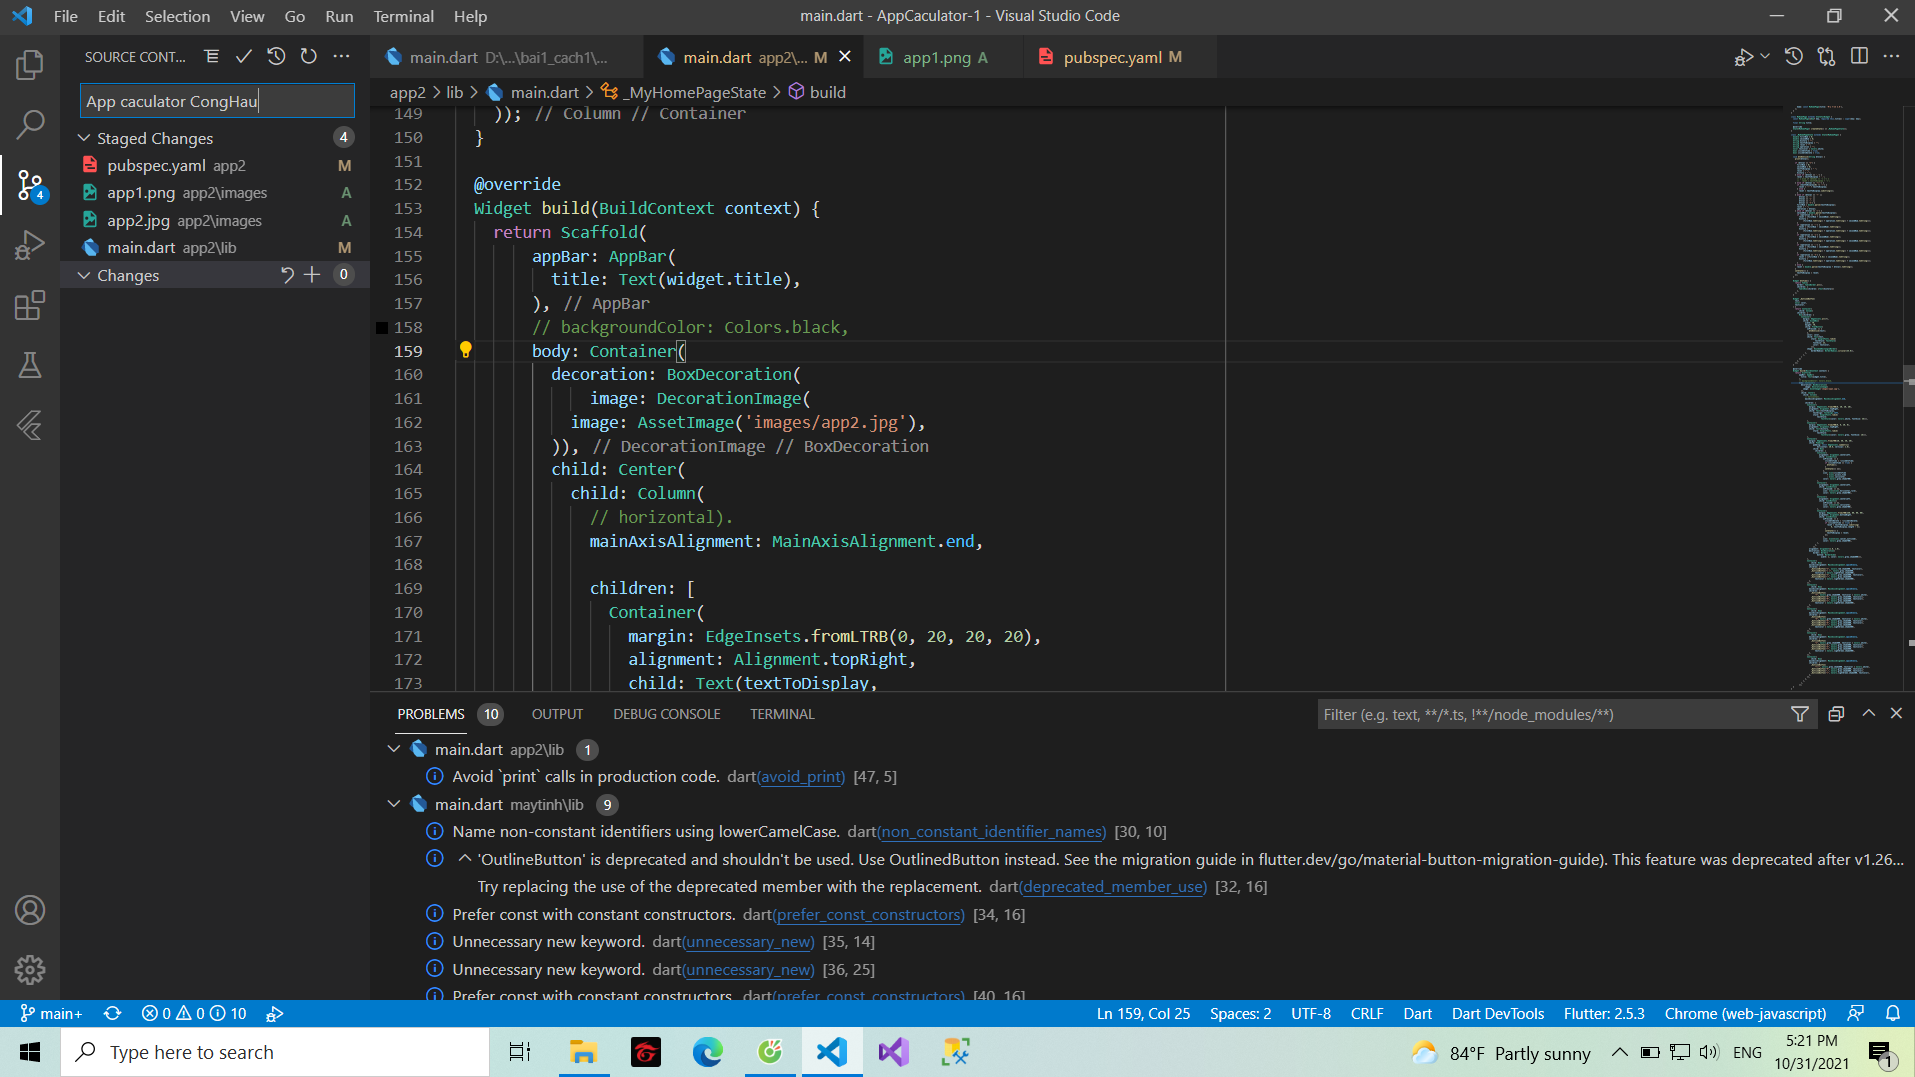 File Edit Selection View Go Run Terminal Help
main.dart - AppCaculator-1 - Visual Studio Code
SOURCE CONT...
App caculator CongHau
Staged Changes 4
pubspec.yaml app2 M
app1.png app2\images A
app2.jpg app2\images A
main.dart app2\lib M
Changes 0
4
main.dart D:\...\bai1_cach1\...
main.dart app2\... M
app1.png A
pubspec.yaml M
app2 > lib > main.dart > _MyHomePageState > build
149 )); // Column // Container
150 }
151
152 @override
153 Widget build(BuildContext context) {
154 return Scaffold(
155 appBar: AppBar(
156 title: Text(widget.title),
157 ), // AppBar
158 // backgroundColor: Colors.black,
159 body: Container(
160 decoration: BoxDecoration(
161 image: DecorationImage(
162 image: AssetImage('images/app2.jpg'),
163 )), // DecorationImage // BoxDecoration
164 child: Center(
165 child: Column(
166 // horizontal).
167 mainAxisAlignment: MainAxisAlignment.end,
168
169 children: [
170 Container(
171 margin: EdgeInsets.fromLTRB(0, 20, 20, 20),
172 alignment: Alignment.topRight,
173 child: Text(textToDisplay,
PROBLEMS 10 OUTPUT DEBUG CONSOLE TERMINAL
Filter (e.g. text, **/*.ts, !**/node_modules/**)
main.dart app2\lib 1
Avoid `print` calls in production code. dart(avoid_print) [47, 5]
main.dart maytinh\lib 9
Name non-constant identifiers using lowerCamelCase. dart(non_constant_identifier_names) [30, 10]
'OutlineButton' is deprecated and shouldn't be used. Use OutlinedButton instead. See the migration guide in flutter.dev/go/material-button-migration-guide). This feature was deprecated after v1.26...
Try replacing the use of the deprecated member with the replacement. dart(deprecated_member_use) [32, 16]
Prefer const with constant constructors. dart(prefer_const_constructors) [34, 16]
Unnecessary new keyword. dart(unnecessary_new) [35, 14]
Unnecessary new keyword. dart(unnecessary_new) [36, 25]
Prefer const with constant constructors. dart(prefer_const_constructors) [40, 16]
main+ 0 0 10
Ln 159, Col 25 Spaces: 2 UTF-8 CRLF Dart Dart DevTools Flutter: 2.5.3 Chrome (web-javascript)
Type here to search
84°F Partly sunny
ENG
5:21 PM
10/31/2021
1